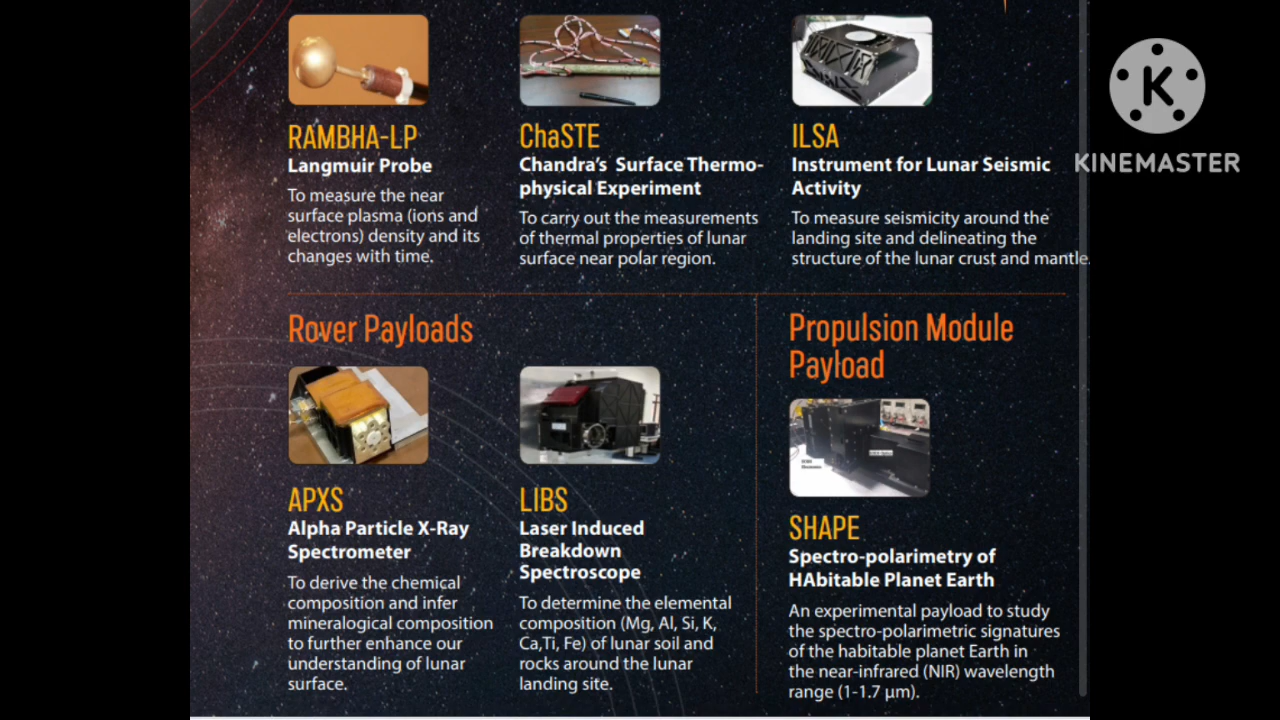 RAMBHA-LP
Langmuir Probe
To measure the near
surface plasma (ions and
electrons) density and its
changes with time.
ChaSTE
Chandra's Surface Thermo-
physical Experiment
To carry out the measurements
of thermal properties of lunar
surface near polar region.
ILSA
Instrument for Lunar Seismic
Activity
To measure seismicity around the
landing site and delineating the
structure of the lunar crust and mantle.
K
KINEMASTER
Rover Payloads
APXS
Alpha Particle X-Ray
Spectrometer
To derive the chemical
composition and infer
mineralogical composition
to further enhance our
understanding of lunar
surface.
LIBS
Laser Induced
Breakdown
Spectroscope
To determine the elemental
composition (Mg, Al, Si, K,
Ca,Ti, Fe) of lunar soil and
rocks around the lunar
landing site.
Propulsion Module
Payload
SHAPE
Spectro-polarimetry of
HAbitable Planet Earth
An experimental payload to study
the spectro-polarimetric signatures
of the habitable planet Earth in
the near-infrared (NIR) wavelength
range (1-1.7 μm).